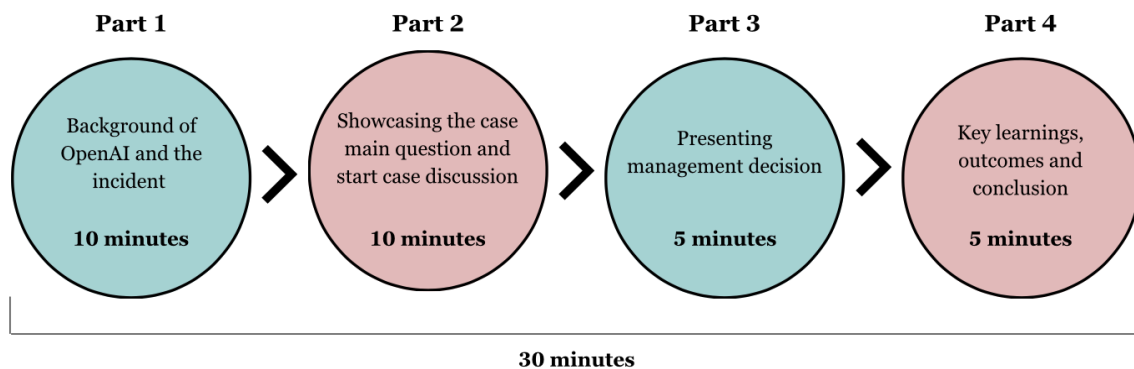 Part 1
Part 2
Part 3
Part 4
Background of
OpenAI and the
incident
10 minutes
Showcasing the case
main question and
start case discussion
10 minutes
Presenting
management decision
5 minutes
Key learnings,
outcomes and
conclusion
5 minutes
30 minutes